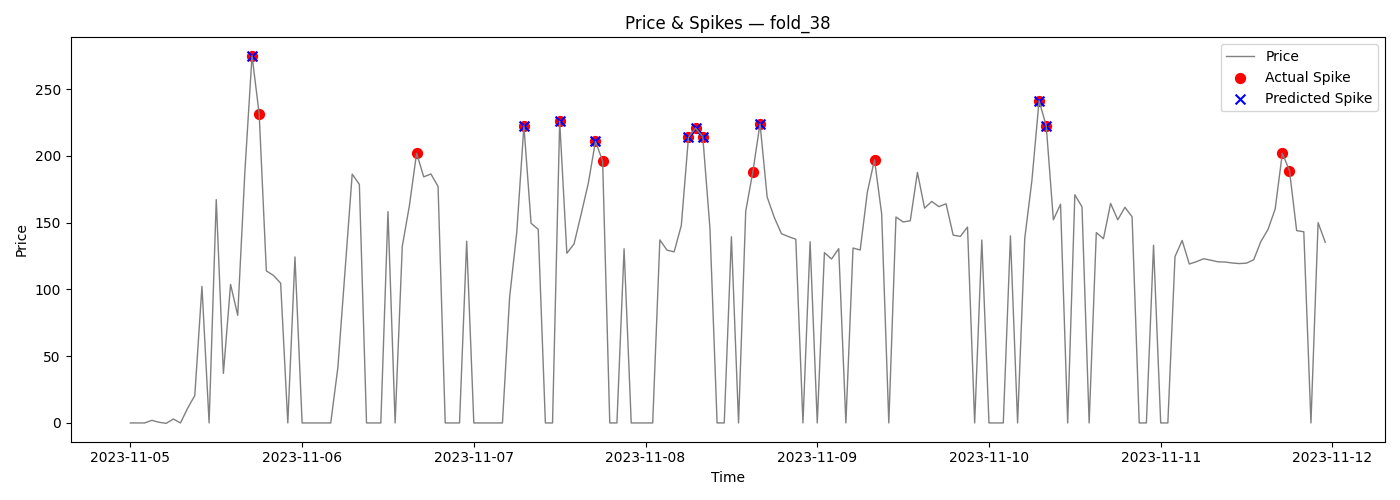 Price & Spikes — fold_38
Price
Actual Spike
Predicted Spike
250
200
150
100
50
0
Price
2023-11-05
2023-11-06
2023-11-07
2023-11-08
2023-11-09
2023-11-10
2023-11-11
2023-11-12
Time